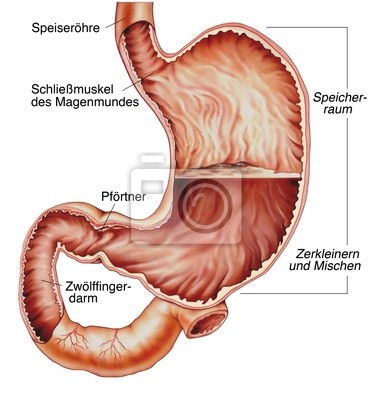 Speiseröhre
Schließmuskel
des Magenmundes
Speicher-
raum
Pförtner
Zerkleinern
und Mischen
Zwölffinger-
darm